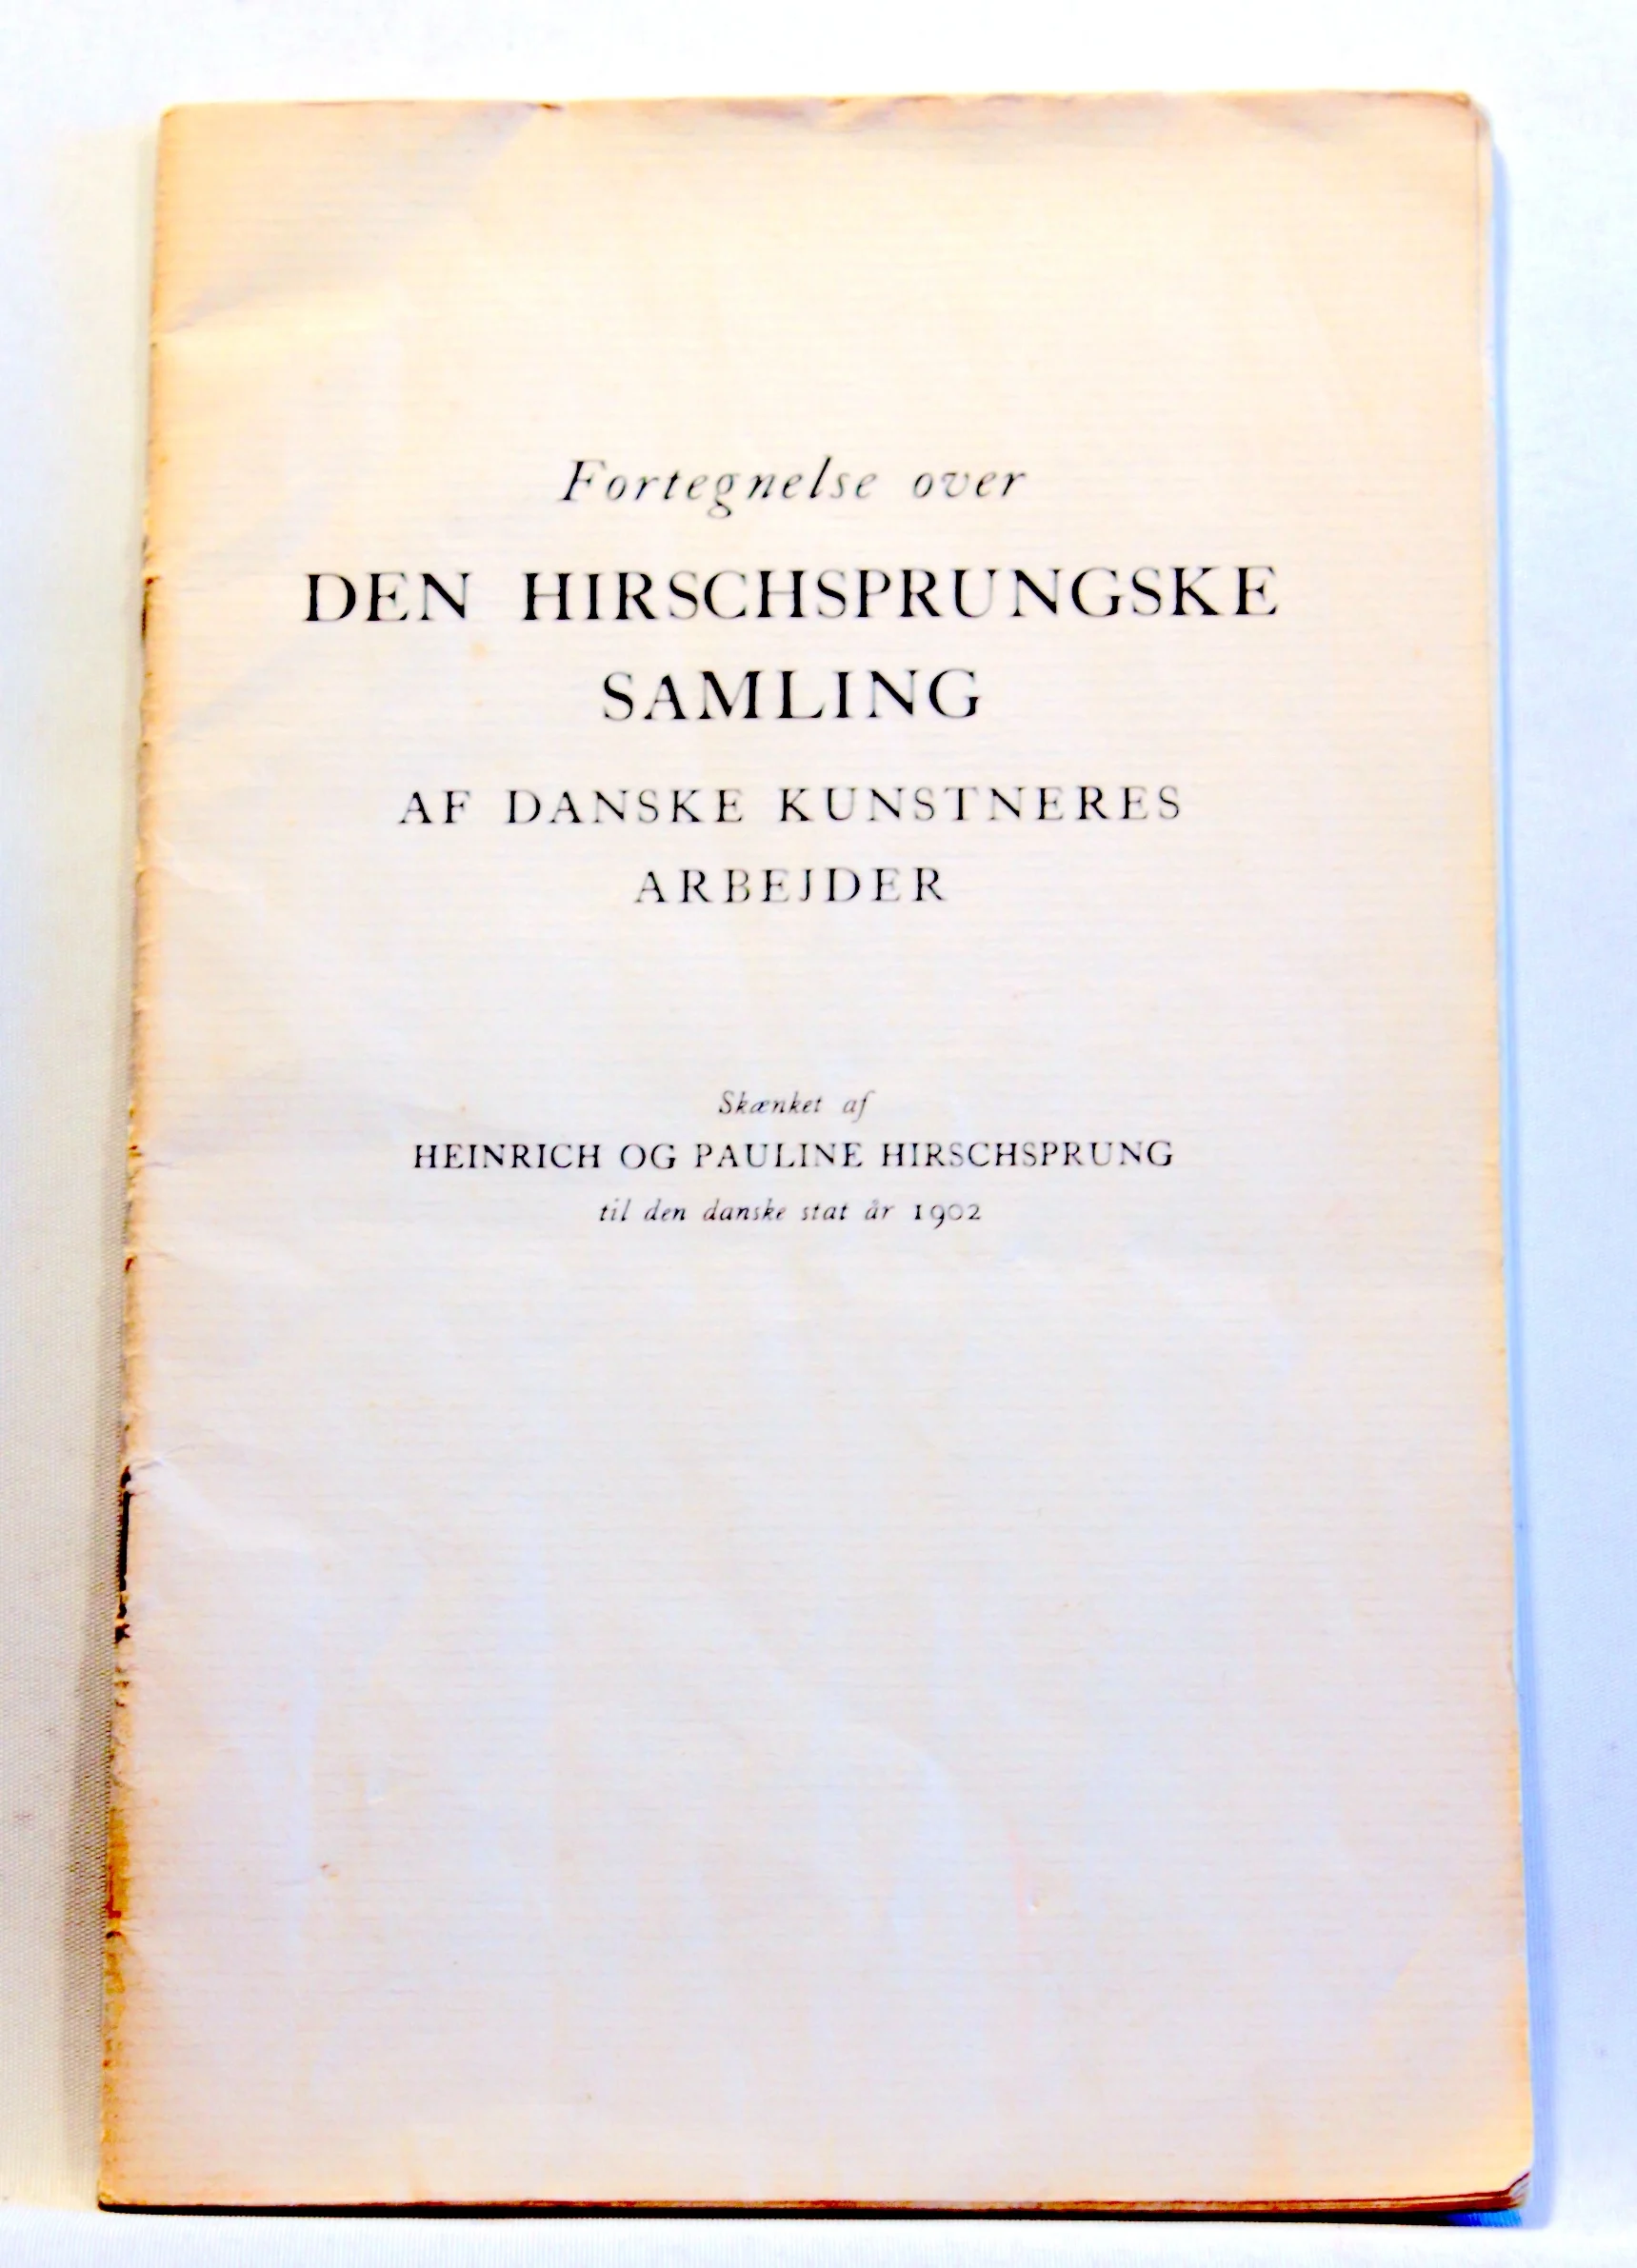 Fortegnelse over
DEN HIRSCHSPRUNGSKE
SAMLING
AF DANSKE KUNSTNERES
ARBEJDER
Skænket af
HEINRICH OG PAULINE HIRSCHSPRUNG
til den danske stat år 1902